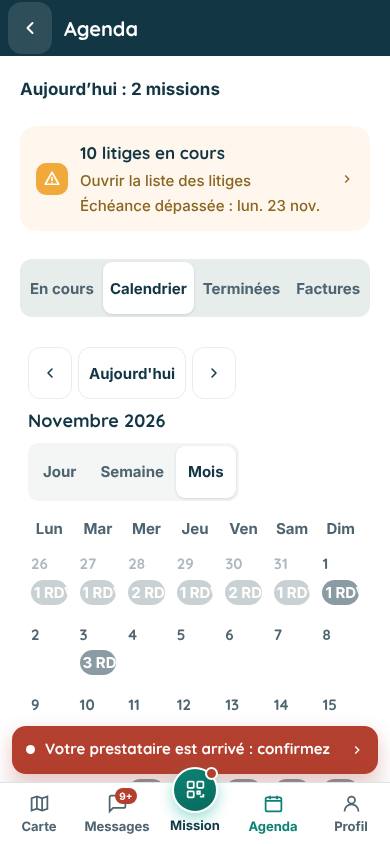 Agenda
Aujourd’hui : 2 missions
10 litiges en cours
Ouvrir la liste des litiges
Échéance dépassée : lun. 23 nov.
En cours Calendrier Terminées Factures
Aujourd'hui
Novembre 2026
Jour Semaine Mois
Lun Mar Mer Jeu Ven Sam Dim
26 27 28 29 30 31 1
1 RD 1 RD 2 RD 1 RD 2 RD 1 RD 1 RD
2 3 4 5 6 7 8
3 RD
9 10 11 12 13 14 15
Votre prestataire est arrivé : confirmez
9+
Carte Messages Mission Agenda Profil